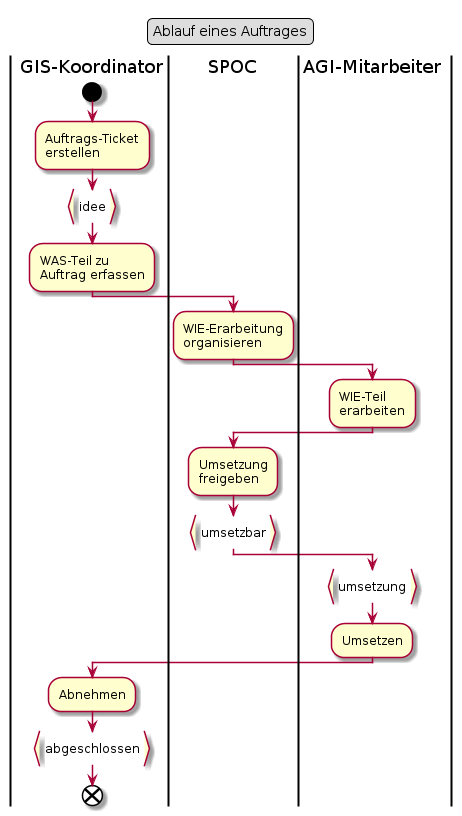 Ablauf eines Auftrages
GIS-Koordinator
SPOC
AGI-Mitarbeiter
Auftrags-Ticket
erstellen
idee
WAS-Teil zu
Auftrag erfassen
WIE-Erarbeitung
organisieren
WIE-Teil
erarbeiten
Umsetzung
freigeben
umsetzbar
umsetzung
Umsetzen
Abnehmen
abgeschlossen